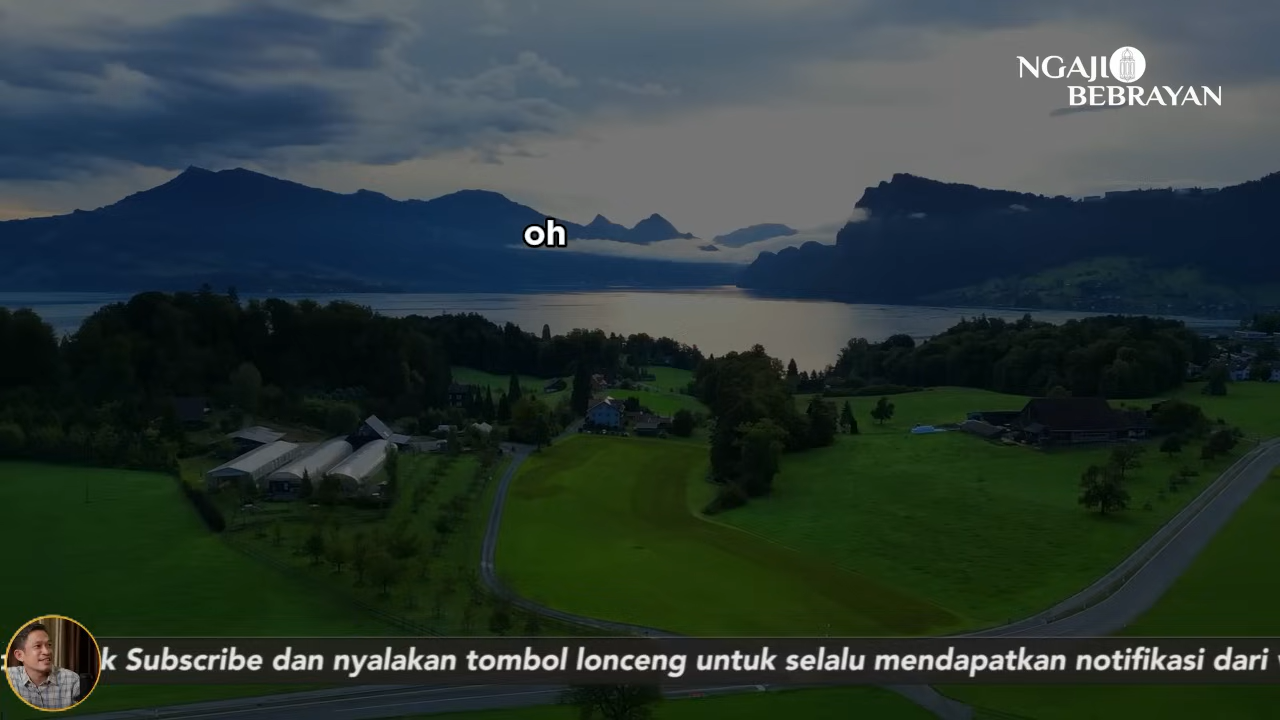 NGAJI
BEBRAYAN
oh
k Subscribe dan nyalakan tombol lonceng untuk selalu mendapatkan notifikasi dari